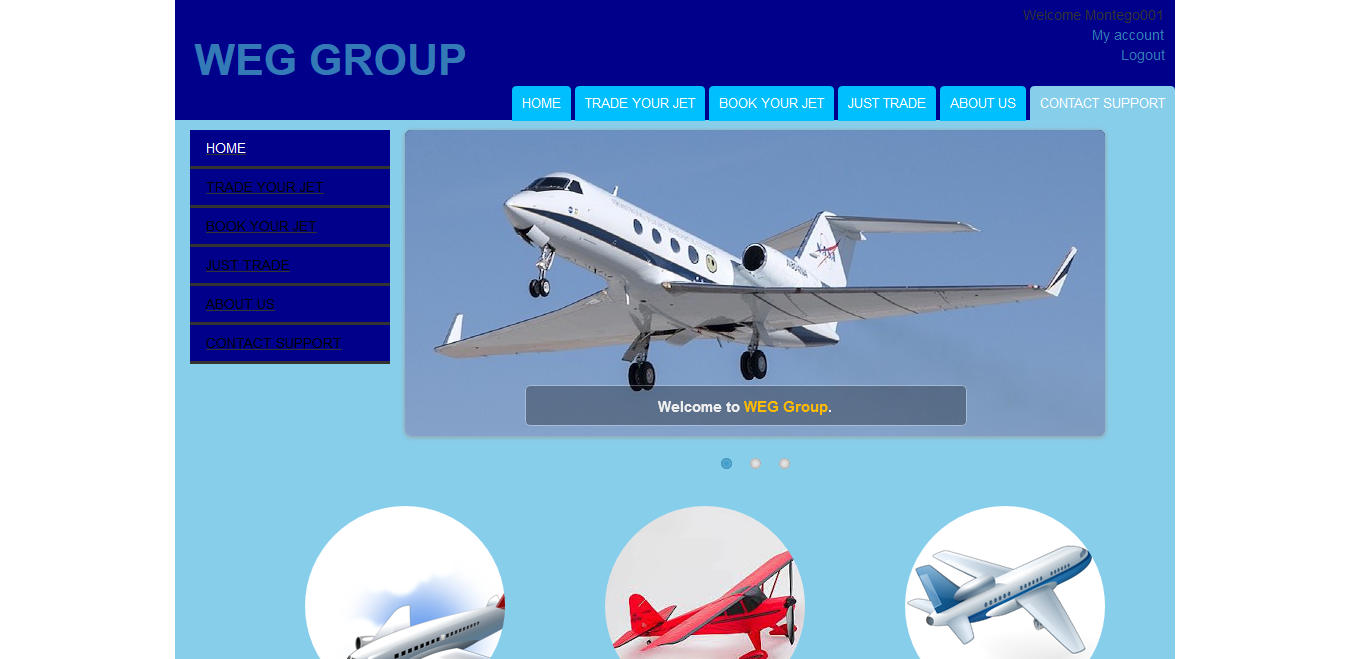 Welcome Montego001
My account
Logout
WEG GROUP
HOME TRADE YOUR JET BOOK YOUR JET JUST TRADE ABOUT US CONTACT SUPPORT
HOME
TRADE YOUR JET
BOOK YOUR JET
JUST TRADE
ABOUT US
CONTACT SUPPORT
NASA
Welcome to WEG Group.